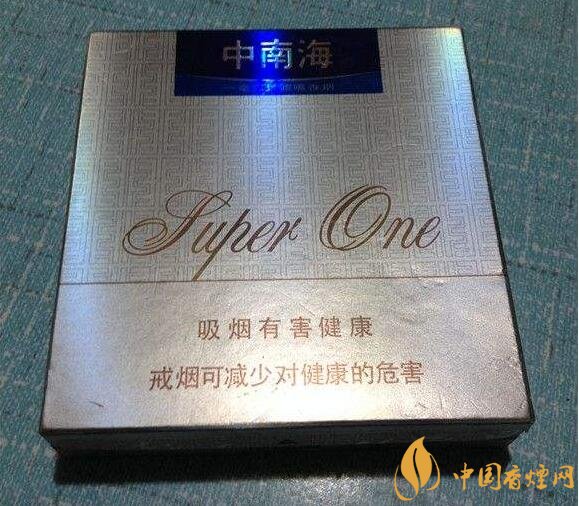 中南海
Super One
吸烟有害健康
戒烟可减少对健康的危害
中国香烟网